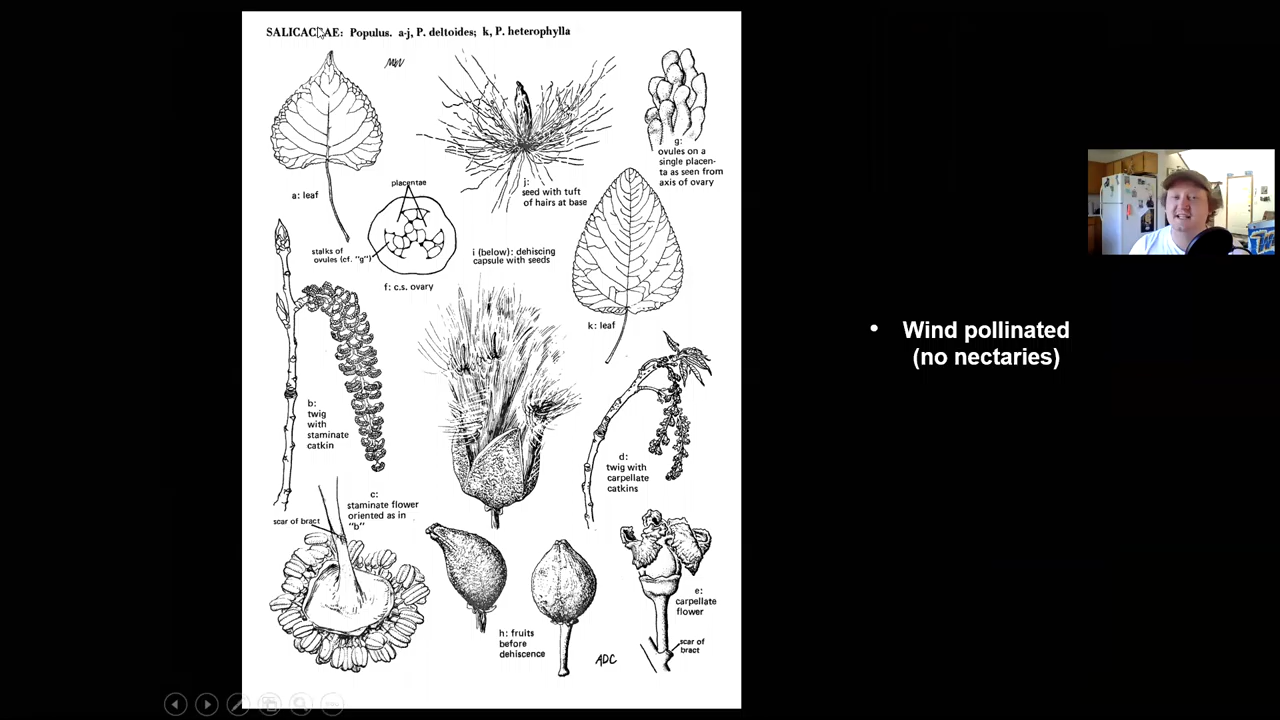 SALICACEAE: Populus. a-j, P. deltoides; k, P. heterophylla
g:
ovules on a
single placen-
ta as seen from
axis of ovary
a: leaf
placentae
j:
seed with tuft
of hairs at base
stalks of
ovules (cf. "g")
f: c.s. ovary
i (below): dehiscing
capsule with seeds
k: leaf
b:
twig
with
staminate
catkin
d:
twig with
carpellate
catkins
c:
staminate flower
oriented as in
"b"
scar of bract
e:
carpellate
flower
h: fruits
before
dehiscence
scar of
bract
ADC
• Wind pollinated
(no nectaries)